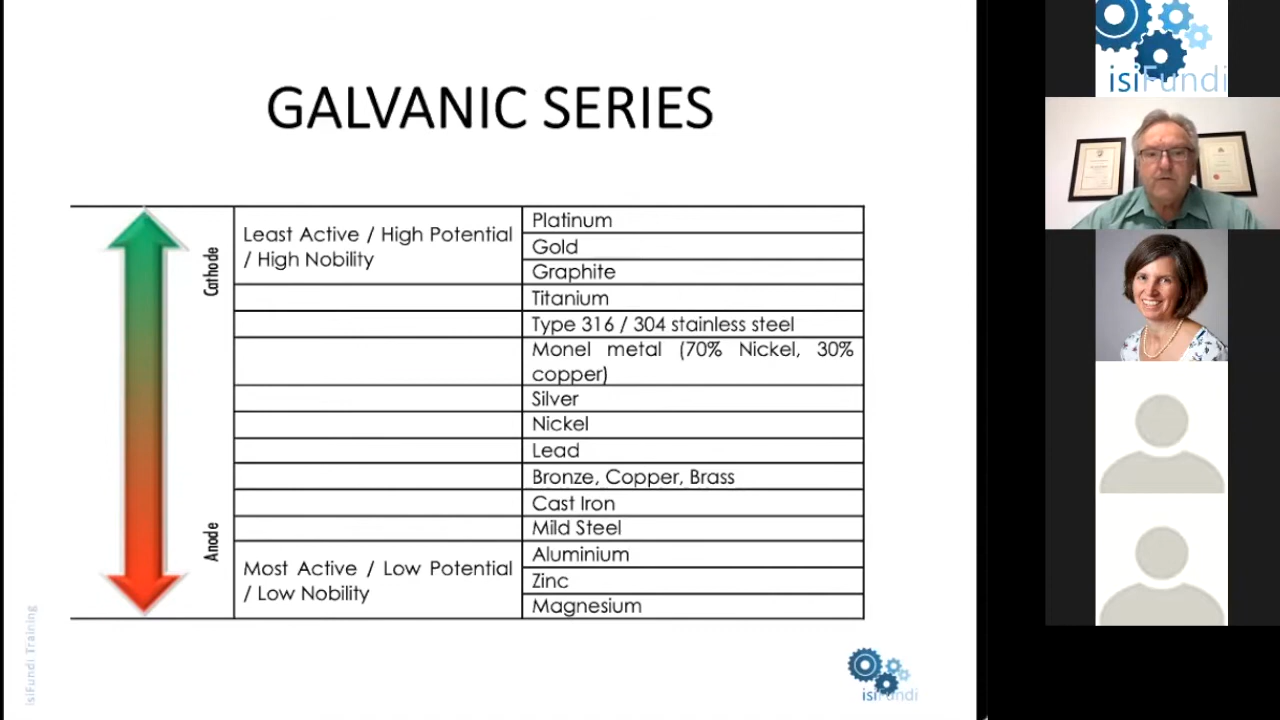 GALVANIC SERIES
Cathode
Anode
Least Active / High Potential
/ High Nobility
Most Active / Low Potential
/ Low Nobility
Platinum
Gold
Graphite
Titanium
Type 316 / 304 stainless steel
Monel metal (70% Nickel, 30%
copper)
Silver
Nickel
Lead
Bronze, Copper, Brass
Cast Iron
Mild Steel
Aluminium
Zinc
Magnesium
isiFundi Training
isiFundi
isiFundi